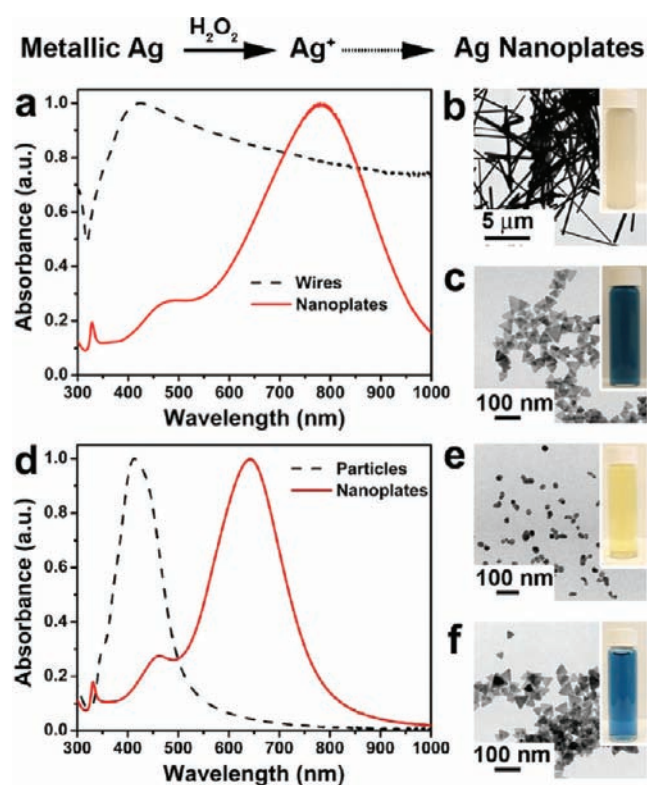 Metallic Ag H₂O₂ Ag⁺ Ag Nanoplates
a
Absorbance (a.u.)
1.0
0.8
0.6
0.4
0.2
0.0
Wires
Nanoplates
300 400 500 600 700 800 900 1000
Wavelength (nm)
b
5 μm
c
100 nm
d
Absorbance (a.u.)
1.0
0.8
0.6
0.4
0.2
0.0
Particles
Nanoplates
300 400 500 600 700 800 900 1000
Wavelength (nm)
e
100 nm
f
100 nm